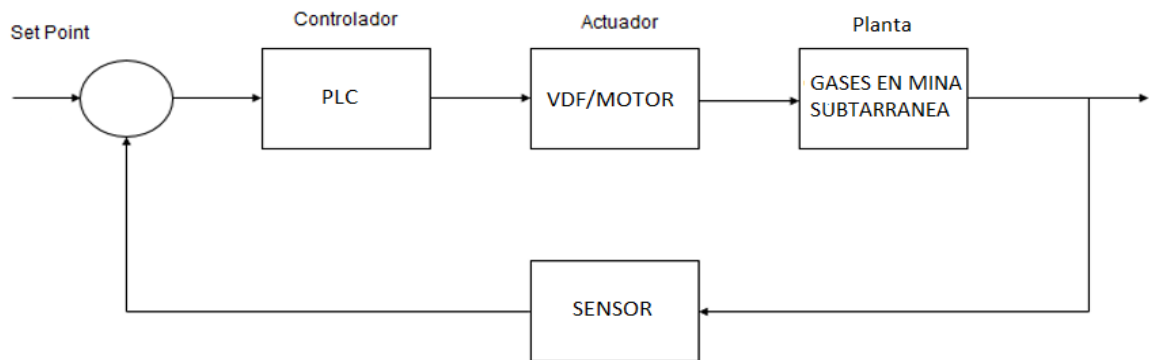 Set Point
Controlador
Actuador
Planta
PLC
VDF/MOTOR
GASES EN MINA
SUBTARRANEA
SENSOR